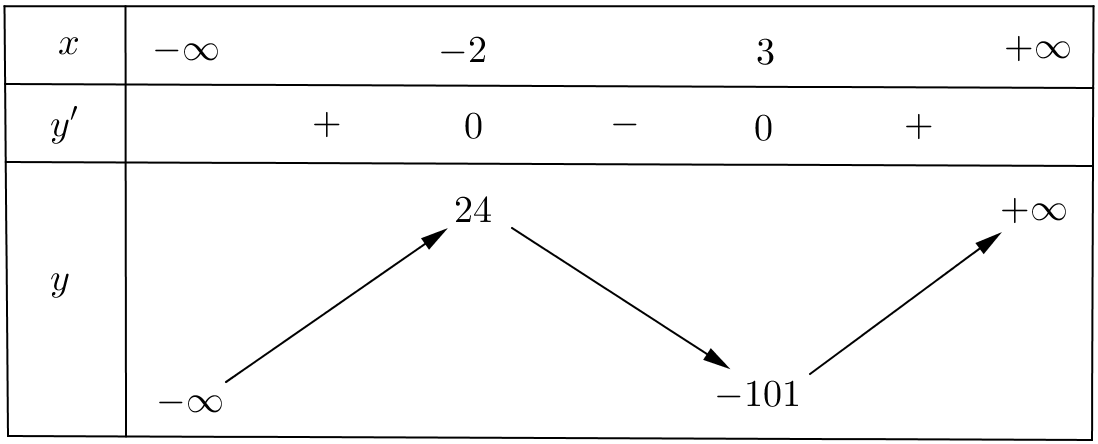 x −∞ −2 3 +∞
y′ + 0 − 0 +
24 +∞
y
−∞ −101